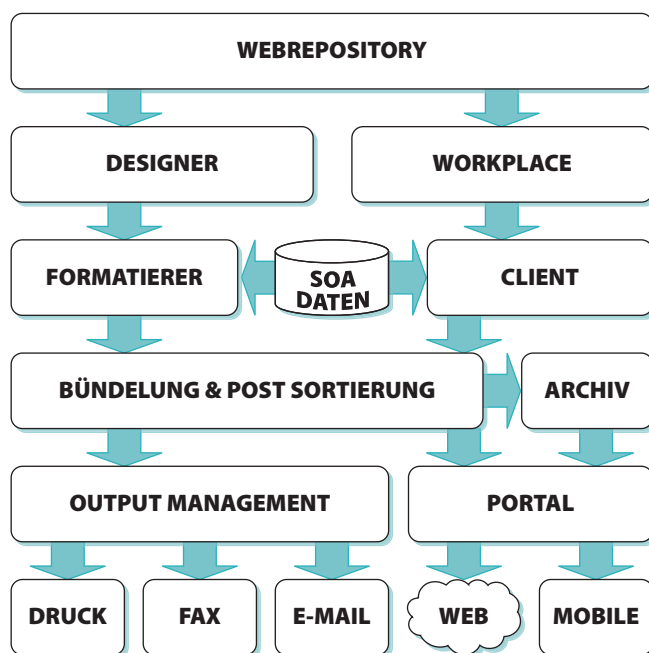 WEBREPOSITORY
DESIGNER
WORKPLACE
FORMATIERER
SOA
DATEN
CLIENT
BÜNDELUNG & POST SORTIERUNG
ARCHIV
OUTPUT MANAGEMENT
PORTAL
DRUCK
FAX
E-MAIL
WEB
MOBILE